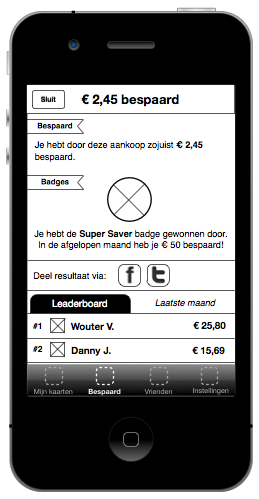 Sluit
€ 2,45 bespaard
Bespaard
Je hebt door deze aankoop zojuist € 2,45
bespaard.
Badges
Je hebt de Super Saver badge gewonnen door.
In de afgelopen maand heb je € 50 bespaard!
Deel resultaat via: f t
Leaderboard Laatste maand
#1 Wouter V. € 25,80
#2 Danny J. € 15,69
Mijn kaarten Bespaard Vrienden Instellingen